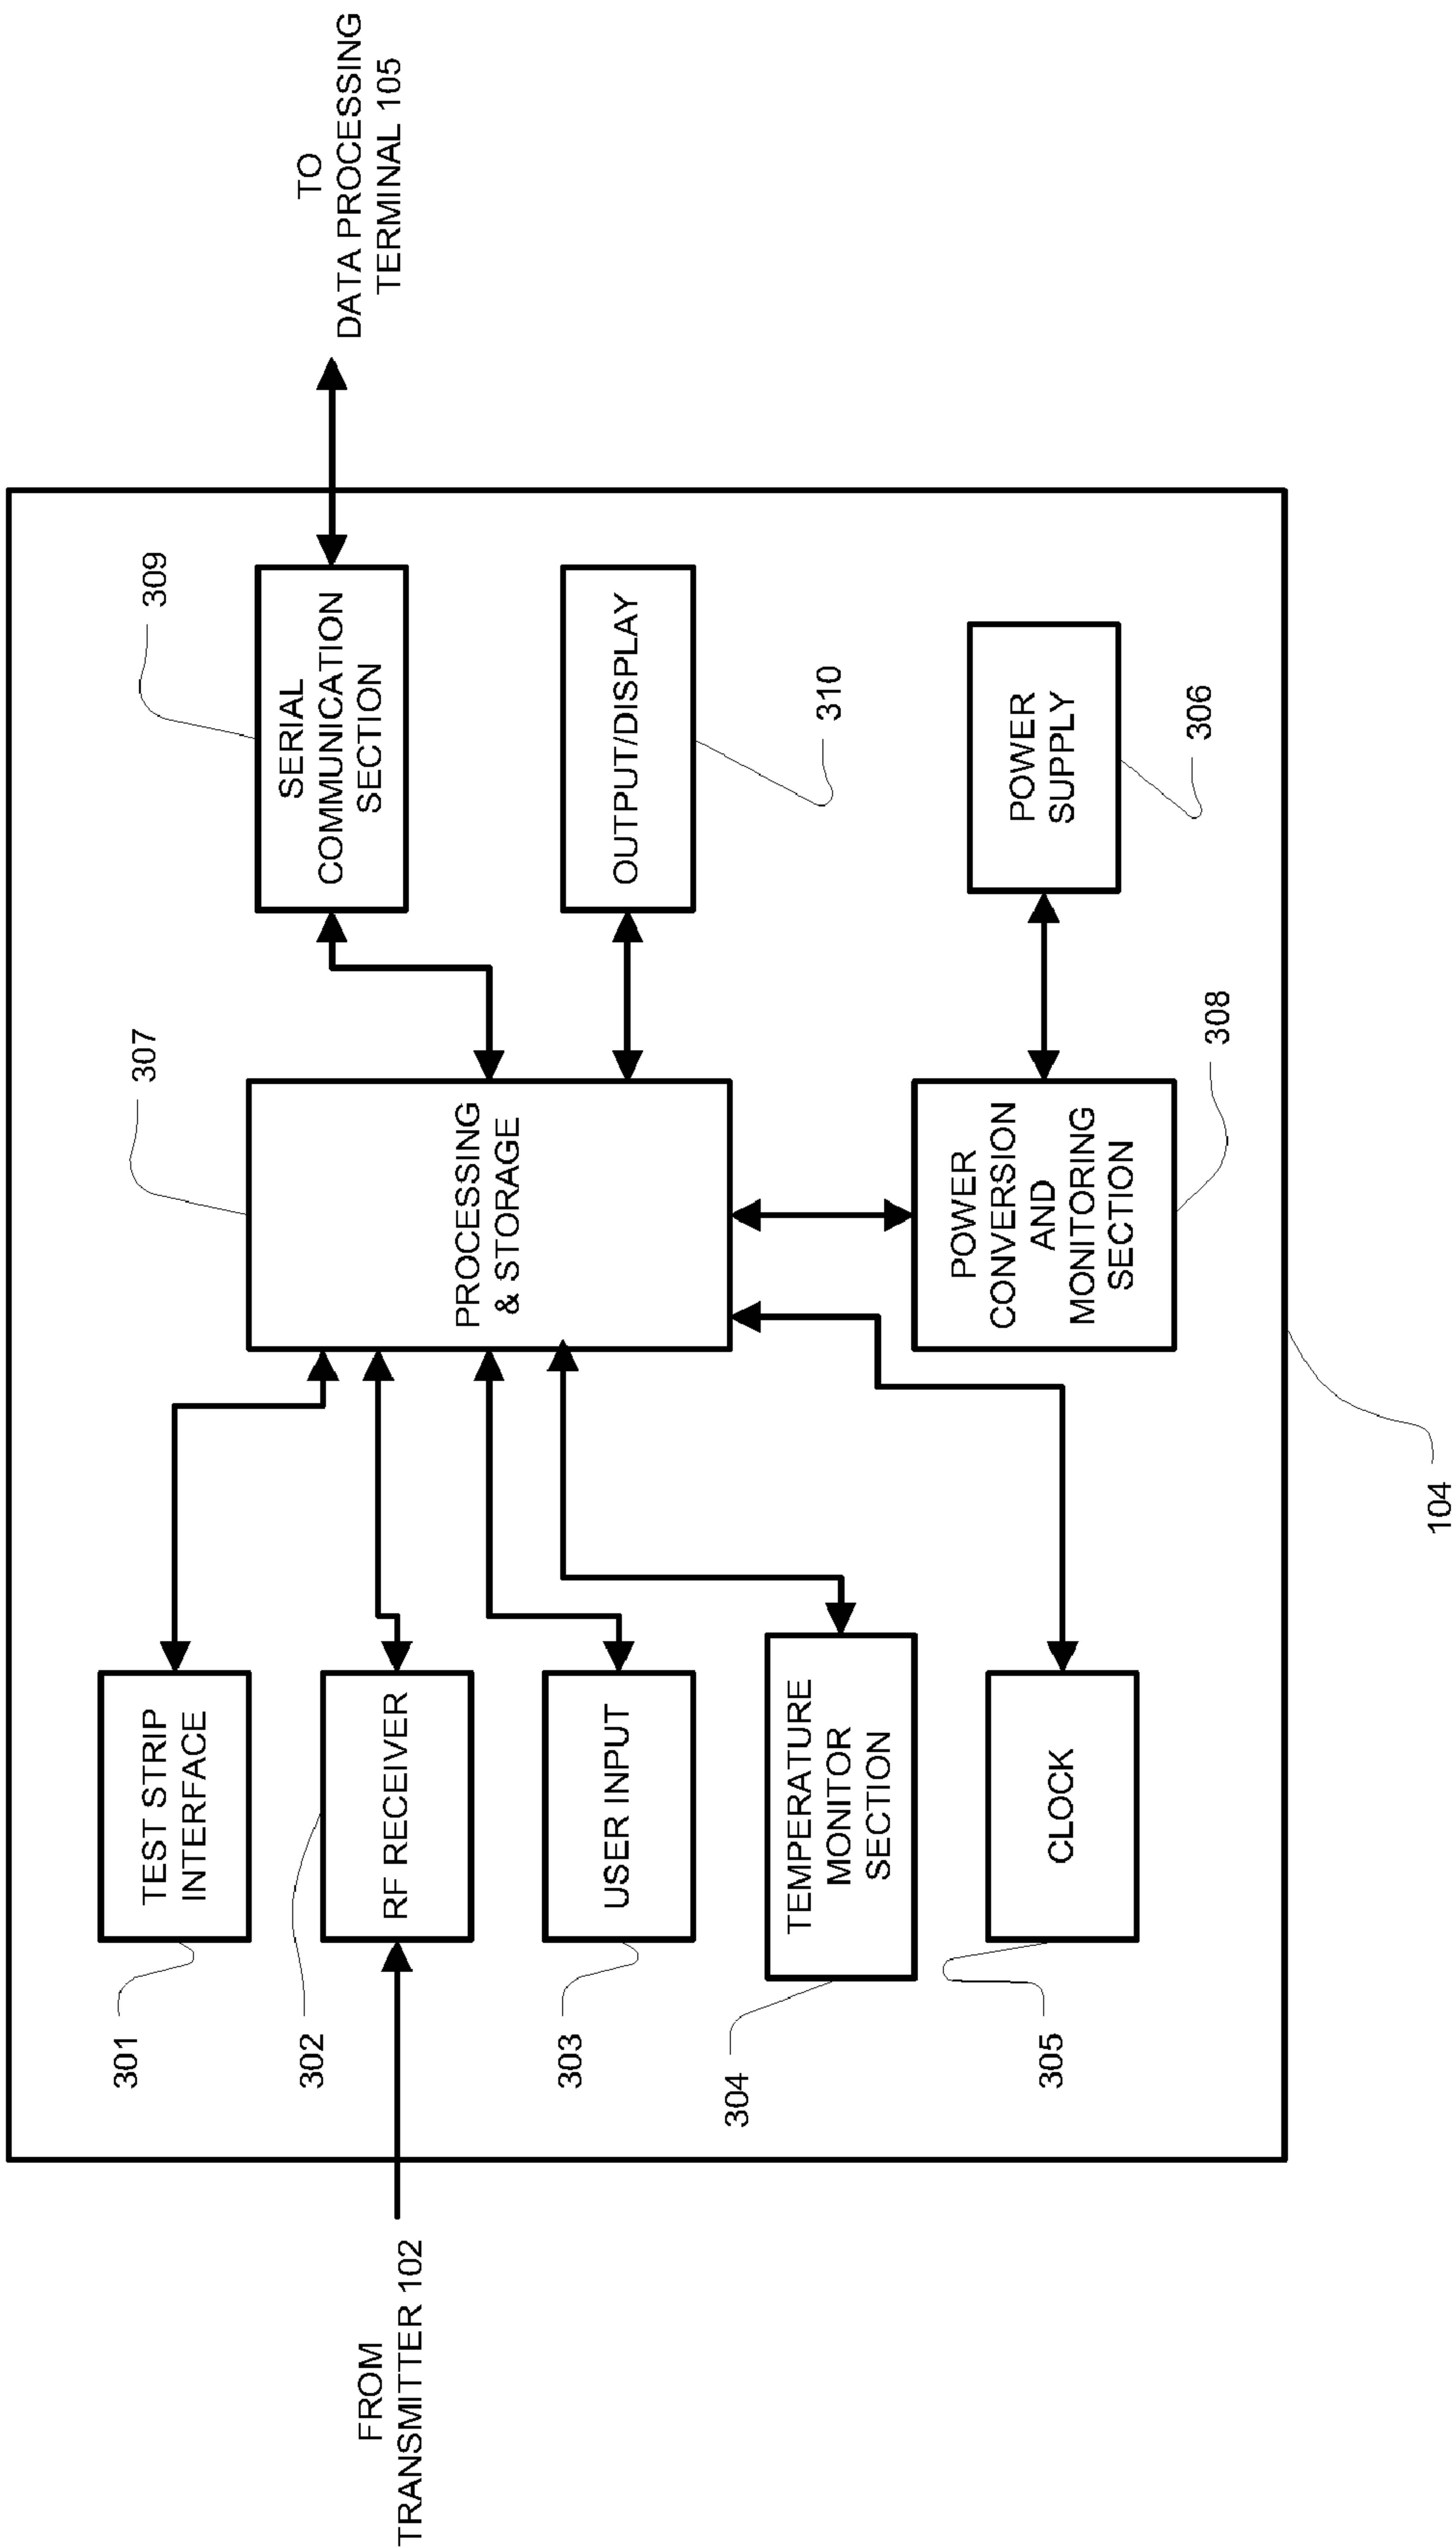 FROM
TRANSMITTER 102
301
TEST STRIP
INTERFACE
302
RF RECEIVER
303
USER INPUT
304
TEMPERATURE
MONITOR
SECTION
305
CLOCK
307
PROCESSING
& STORAGE
308
POWER
CONVERSION
AND
MONITORING
SECTION
309
SERIAL
COMMUNICATION
SECTION
OUTPUT/DISPLAY
310
POWER
SUPPLY
306
TO
DATA PROCESSING
TERMINAL 105
104